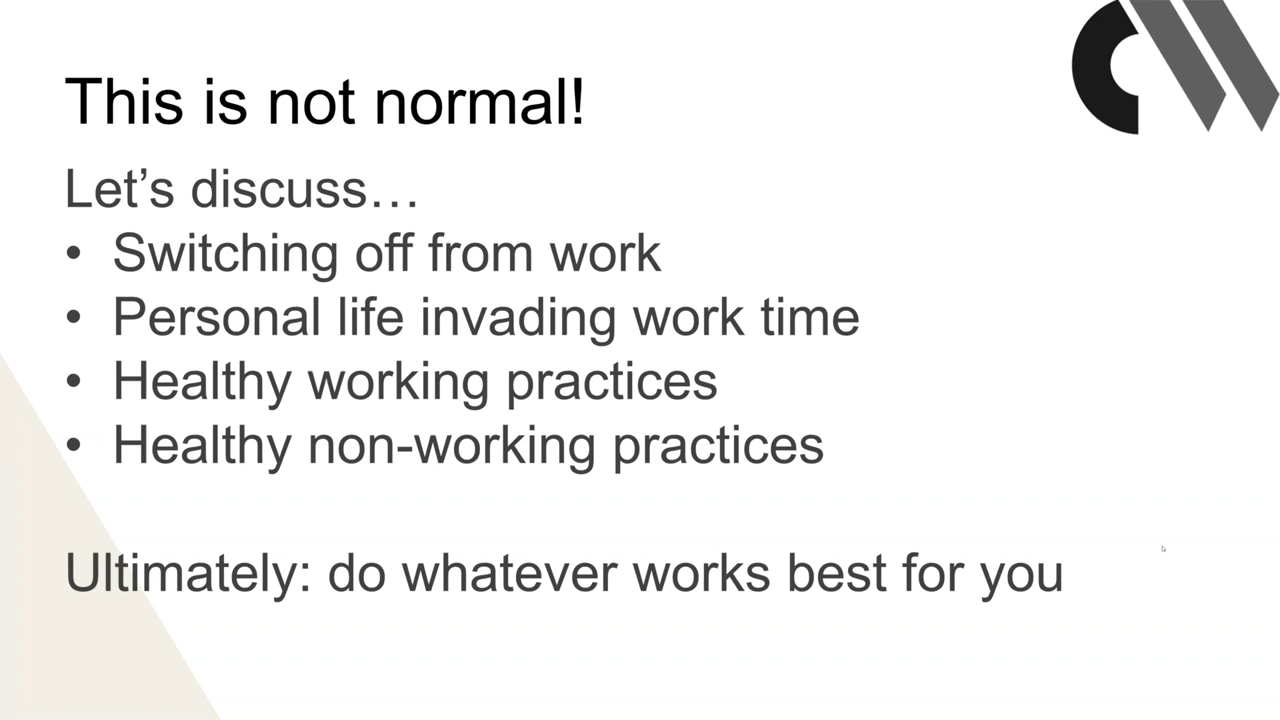 This is not normal!
Let’s discuss…
• Switching off from work
• Personal life invading work time
• Healthy working practices
• Healthy non-working practices
Ultimately: do whatever works best for you